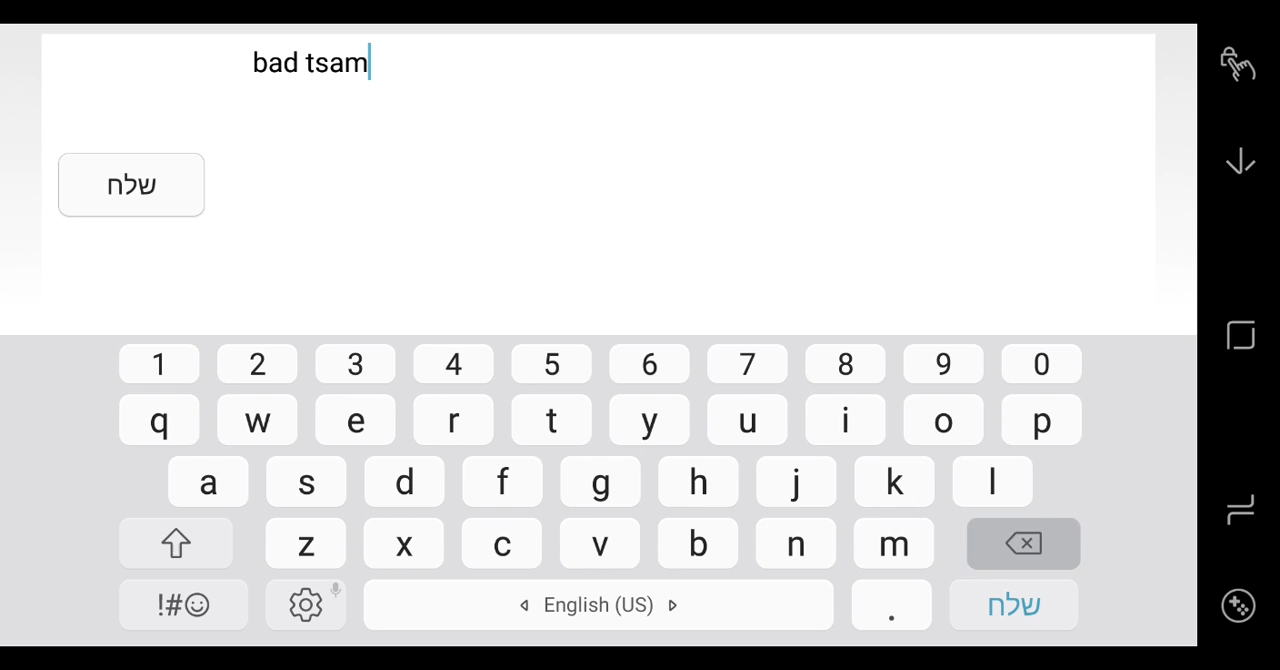 bad tsam
שלח
1 2 3 4 5 6 7 8 9 0
q w e r t y u i o p
a s d f g h j k l
z x c v b n m
!#☺ English (US) . שלח